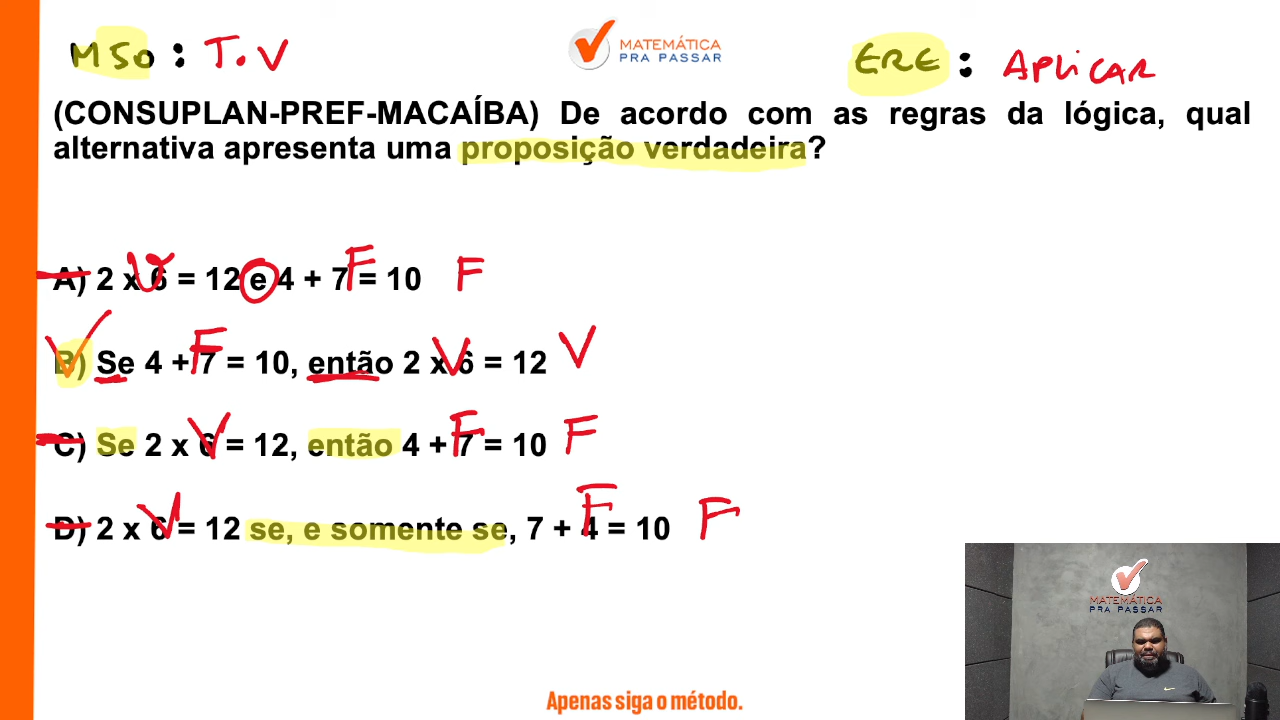 MSO : T.V
MATEMÁTICA
PRA PASSAR
ERE : APLICAR
(CONSUPLAN-PREF-MACAÍBA) De acordo com as regras da lógica, qual
alternativa apresenta uma proposição verdadeira?
V F
A) 2 x 6 = 12 e 4 + 7 = 10 F
F V
B) Se 4 + 7 = 10, então 2 x 6 = 12 V
V F
C) Se 2 x 6 = 12, então 4 + 7 = 10 F
V F
D) 2 x 6 = 12 se, e somente se, 7 + 4 = 10 F
MATEMÁTICA
PRA PASSAR
Apenas siga o método.